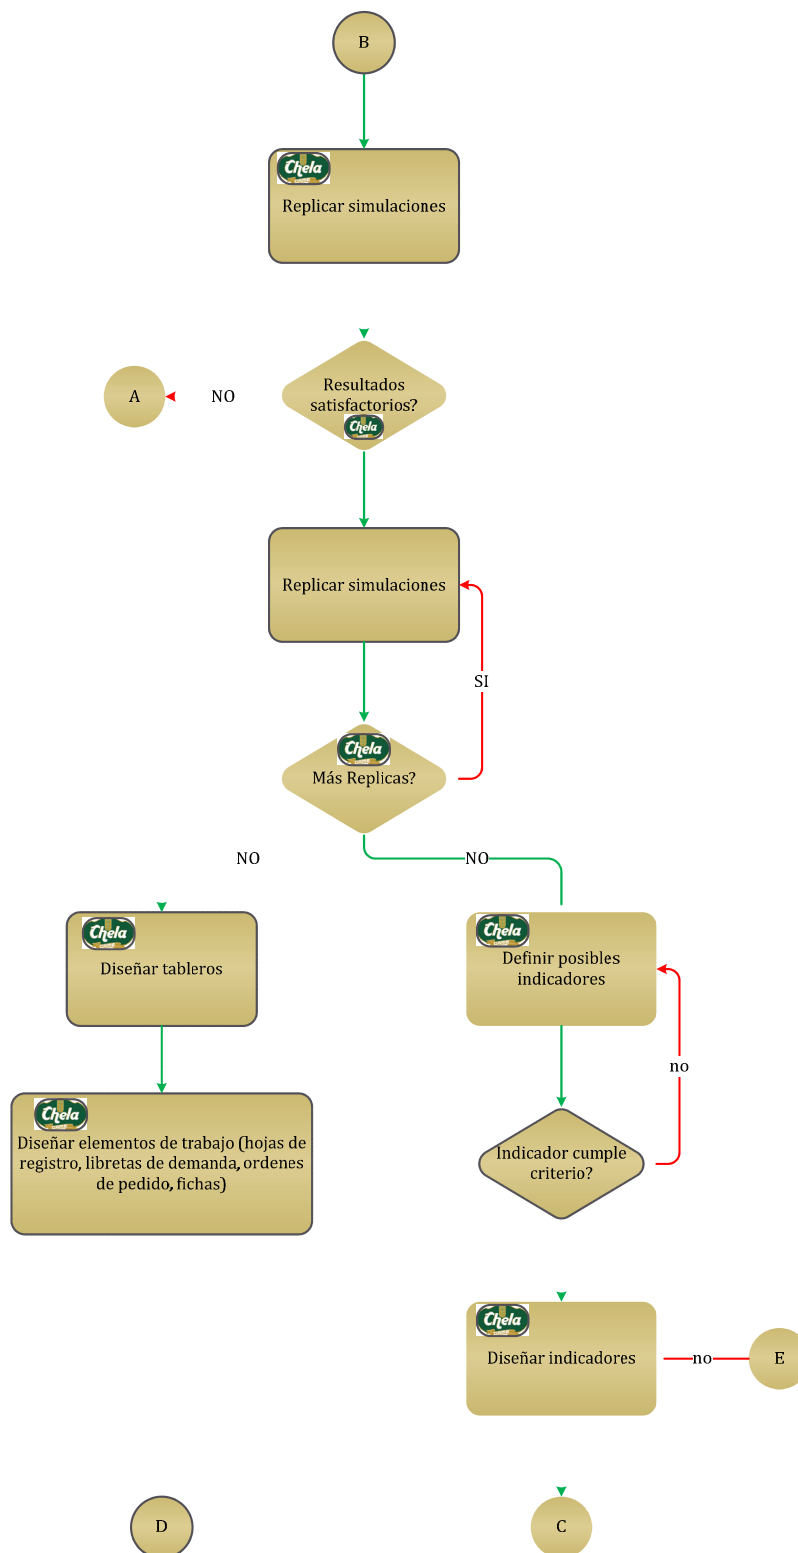 B
Chela
Replicar simulaciones
A
NO
Resultados
satisfactorios?
Chela
Replicar simulaciones
SI
Chela
Más Replicas?
NO
NO
Chela
Diseñar tableros
Chela
Definir posibles
indicadores
no
Chela
Diseñar elementos de trabajo (hojas de
registro, libretas de demanda, ordenes
de pedido, fichas)
Indicador cumple
criterio?
Chela
Diseñar indicadores
no
E
D
C